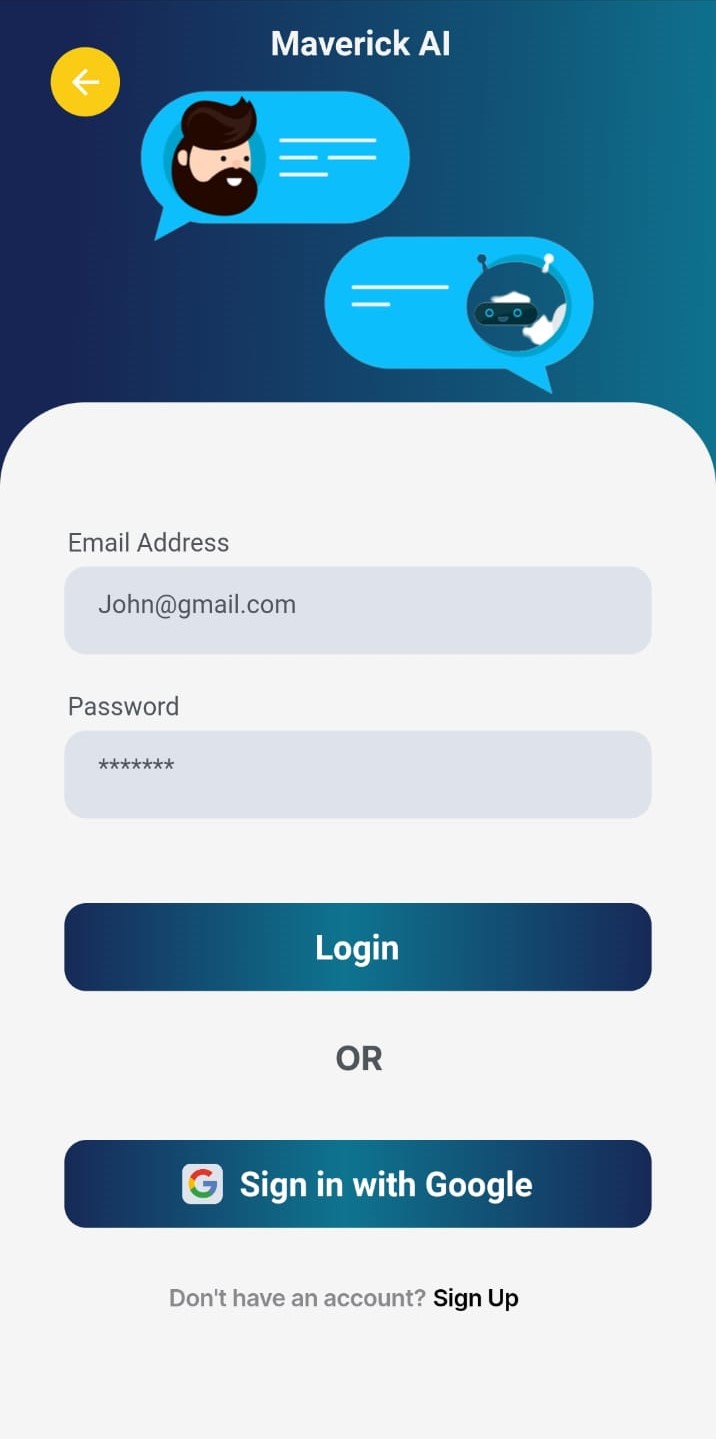 Maverick AI
Email Address
John@gmail.com
Password
*******
Login
OR
Sign in with Google
Don't have an account? Sign Up